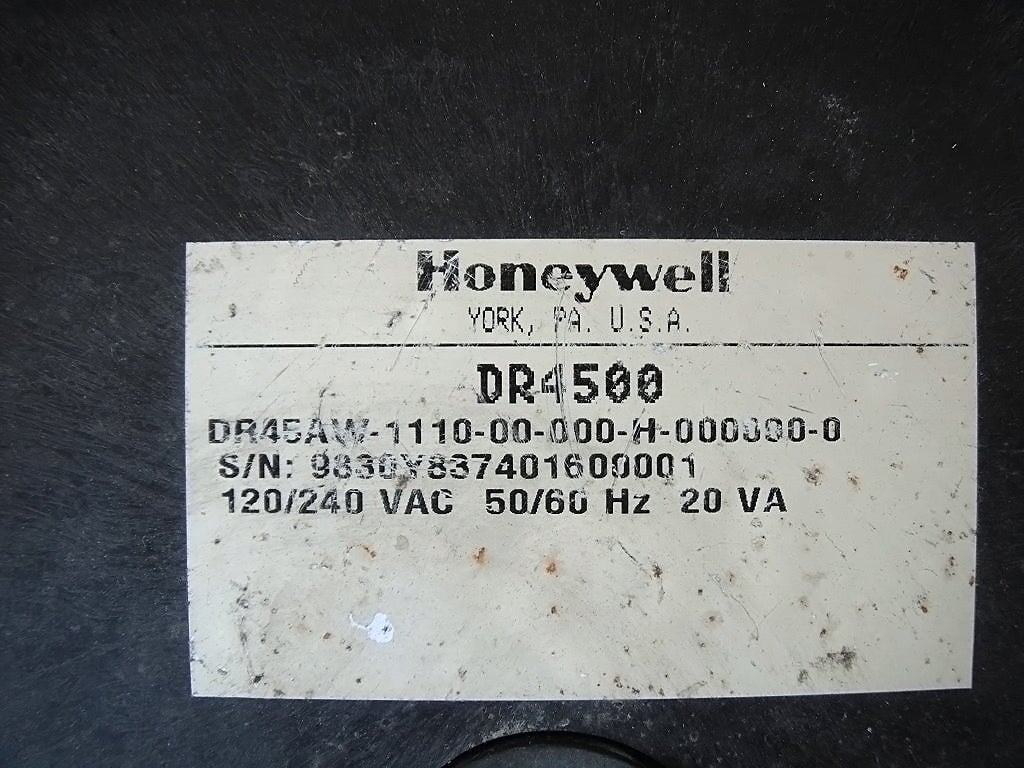 Honeywell
YORK, PA. U.S.A.
DR4500
DR45AW-1110-00-000-H-000000-0
S/N: 9830Y837401600001
120/240 VAC 50/60 Hz 20 VA